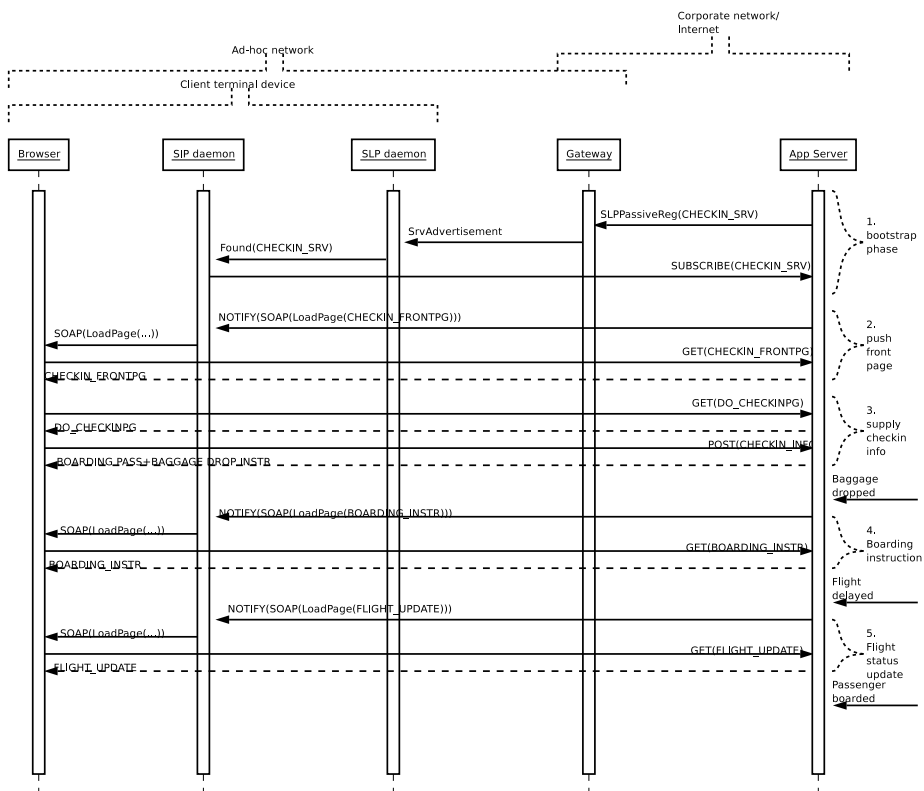 Corporate network/
Internet
Ad-hoc network
Client terminal device
Browser
SIP daemon
SLP daemon
Gateway
App Server
SLPPassiveReg(CHECKIN_SRV)
SrvAdvertisement
Found(CHECKIN_SRV)
SUBSCRIBE(CHECKIN_SRV)
1.
bootstrap
phase
NOTIFY(SOAP(LoadPage(CHECKIN_FRONTPG)))
SOAP(LoadPage(...))
GET(CHECKIN_FRONTPG)
CHECKIN_FRONTPG
2.
push
front
page
GET(DO_CHECKINPG)
DO_CHECKINPG
POST(CHECKIN_INFO
BOARDING PASS+BAGGAGE DROP INSTR
3.
supply
checkin
info
Baggage
dropped
NOTIFY(SOAP(LoadPage(BOARDING_INSTR)))
SOAP(LoadPage(...))
GET(BOARDING_INSTR)
BOARDING_INSTR
4.
Boarding
instruction
Flight
delayed
NOTIFY(SOAP(LoadPage(FLIGHT_UPDATE)))
SOAP(LoadPage(...))
GET(FLIGHT_UPDATE)
FLIGHT_UPDATE
5.
Flight
status
update
Passenger
boarded